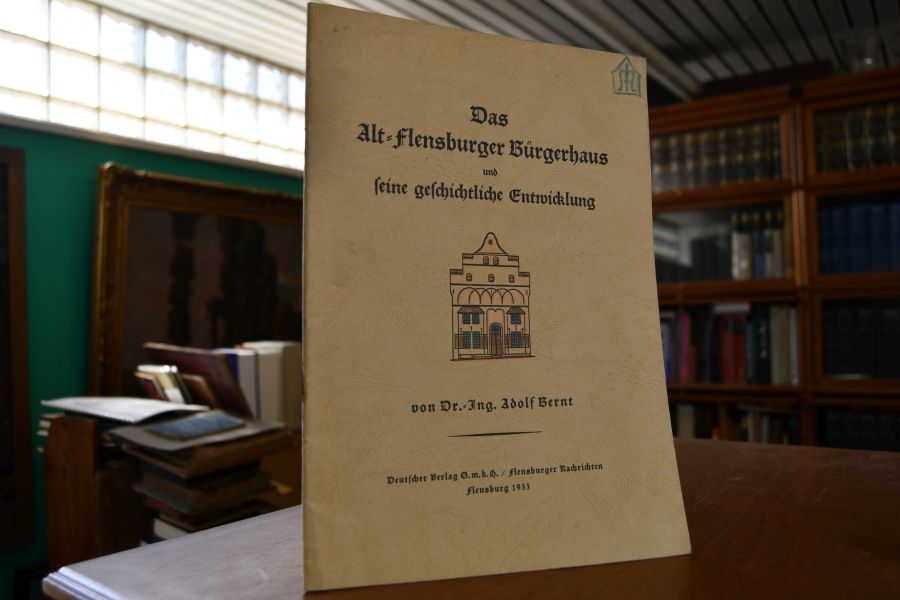 Das
Alt-Flensburger Bürgerhaus
und
seine geschichtliche Entwicklung
von Dr.-Ing. Adolf Bernt
Deutscher Verlag G.m.b.H. / Flensburger Nachrichten
Flensburg 1933